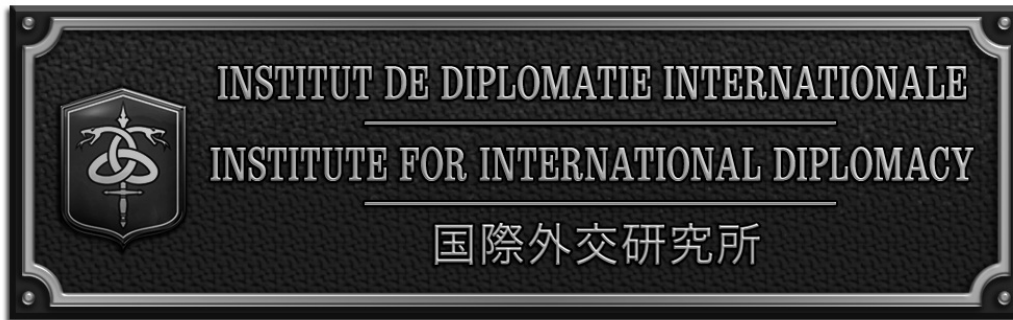 INSTITUT DE DIPLOMATIE INTERNATIONALE
INSTITUTE FOR INTERNATIONAL DIPLOMACY
国際外交研究所